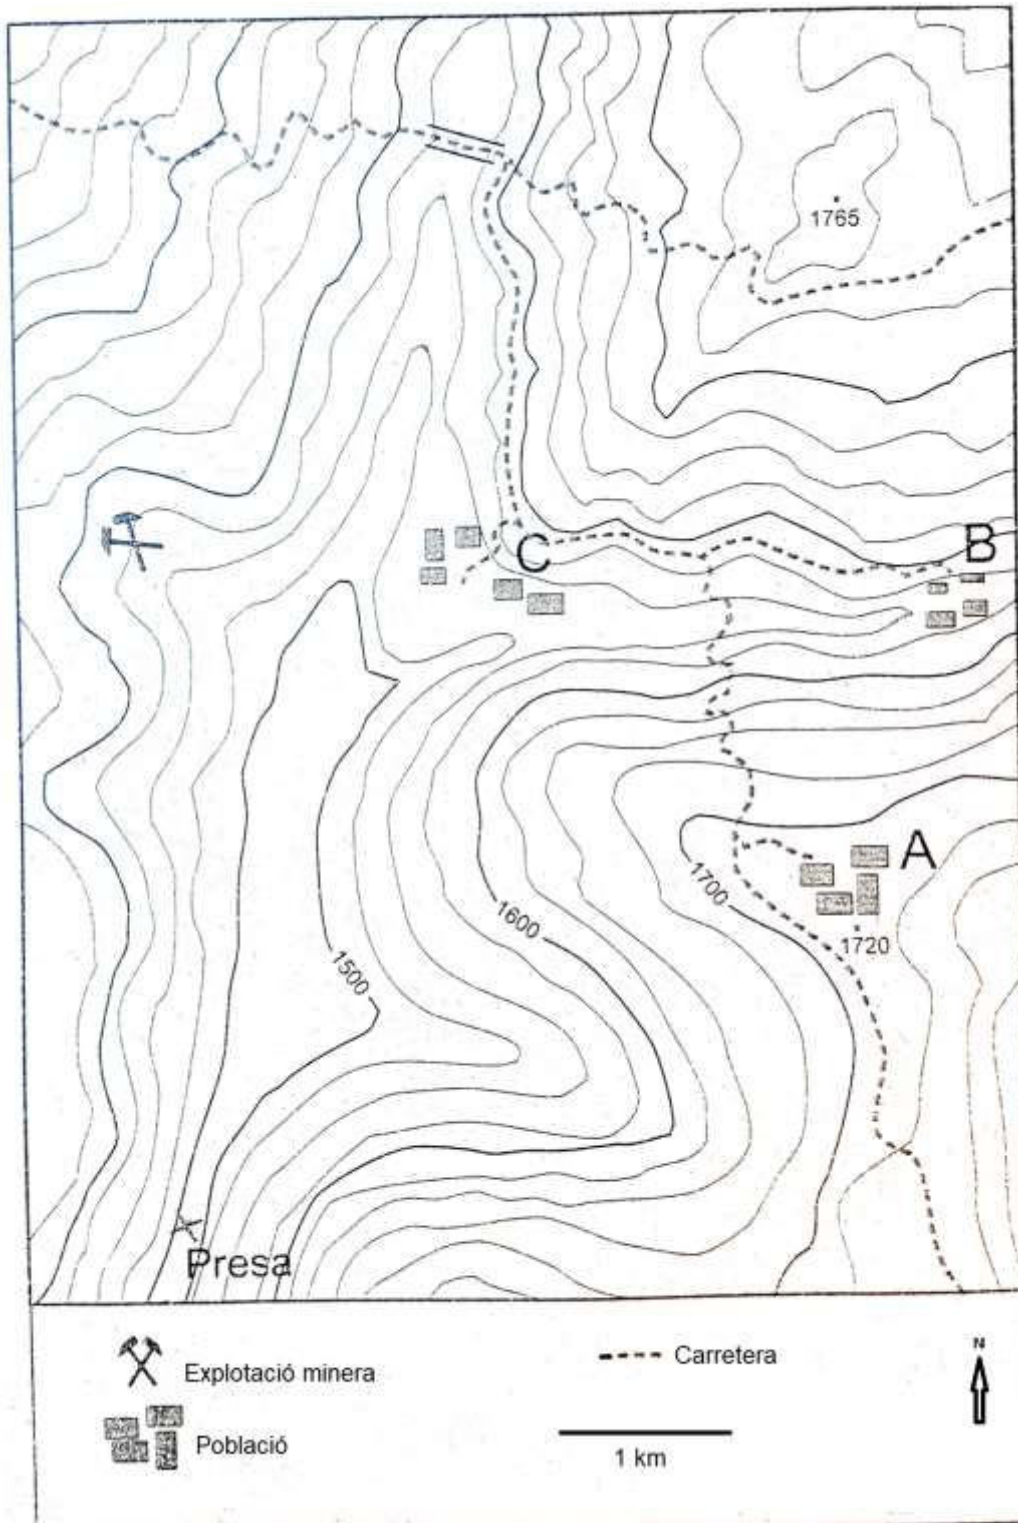 1765
C
B
A
1700
1600
1720
1500
Presa
Explotació minera
Carretera
N
Població
1 km